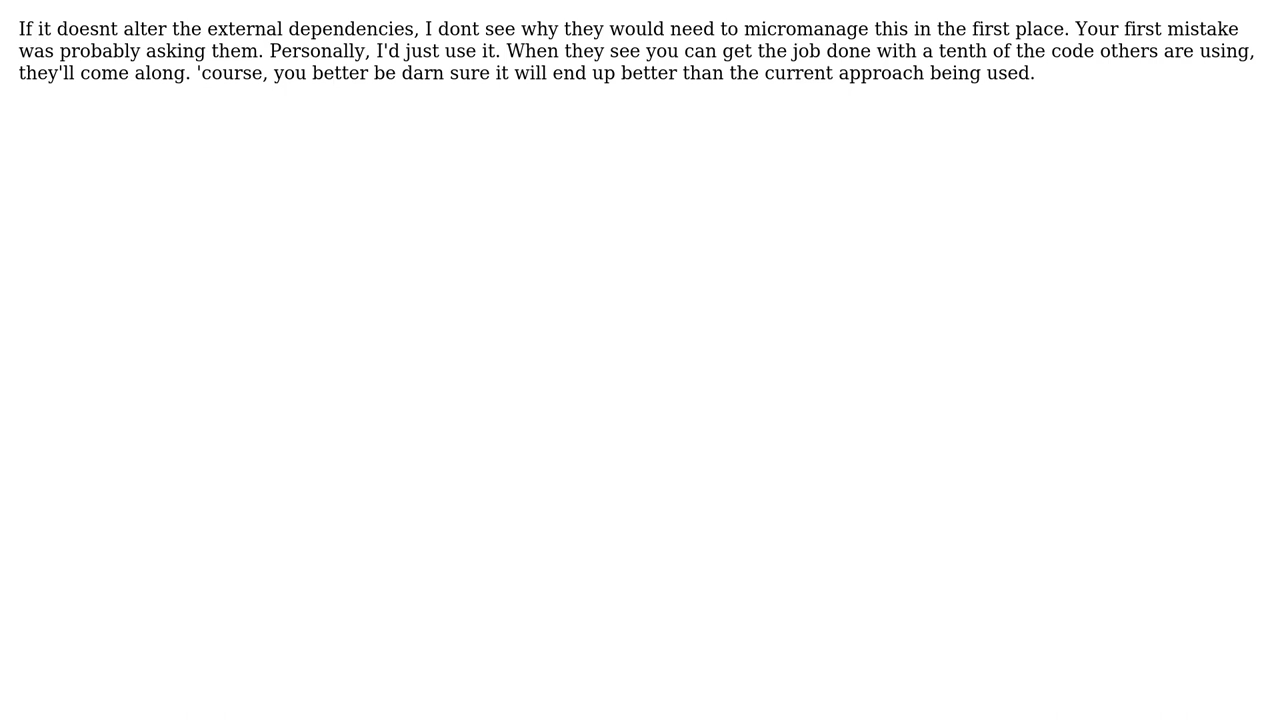 If it doesnt alter the external dependencies, I dont see why they would need to micromanage this in the first place. Your first mistake
was probably asking them. Personally, I'd just use it. When they see you can get the job done with a tenth of the code others are using,
they'll come along. 'course, you better be darn sure it will end up better than the current approach being used.